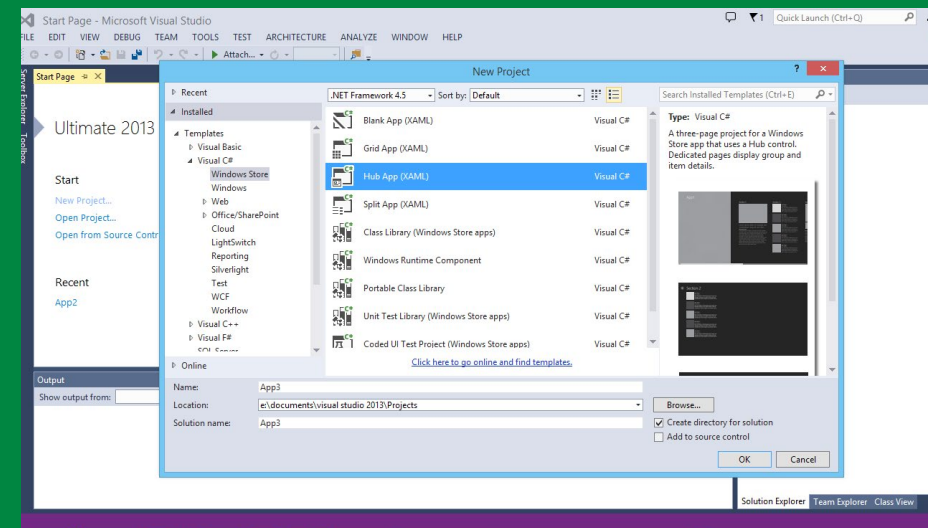 Start Page - Microsoft Visual Studio
1
Quick Launch (Ctrl+Q)
FILE EDIT VIEW DEBUG TEAM TOOLS TEST ARCHITECTURE ANALYZE WINDOW HELP
Attach...
Server Explorer
Toolbox
Start Page
Ultimate 2013
Start
New Project...
Open Project...
Open from Source Contr
Recent
App2
New Project
Recent
.NET Framework 4.5
Sort by: Default
Search Installed Templates (Ctrl+E)
Installed
Templates
Visual Basic
Visual C#
Windows Store
Windows
Web
Office/SharePoint
Cloud
LightSwitch
Reporting
Silverlight
Test
WCF
Workflow
Visual C++
Visual F#
SQL Server
Online
Blank App (XAML) Visual C#
Grid App (XAML) Visual C#
Hub App (XAML) Visual C#
Split App (XAML) Visual C#
Class Library (Windows Store apps) Visual C#
Windows Runtime Component Visual C#
Portable Class Library Visual C#
Unit Test Library (Windows Store apps) Visual C#
Coded UI Test Project (Windows Store apps) Visual C#
Click here to go online and find templates.
Type: Visual C#
A three-page project for a Windows
Store app that uses a Hub control.
Dedicated pages display group and
item details.
Name: App3
Location: e:\documents\visual studio 2013\Projects
Browse...
Solution name: App3
Create directory for solution
Add to source control
OK Cancel
Output
Show output from:
Solution Explorer Team Explorer Class View